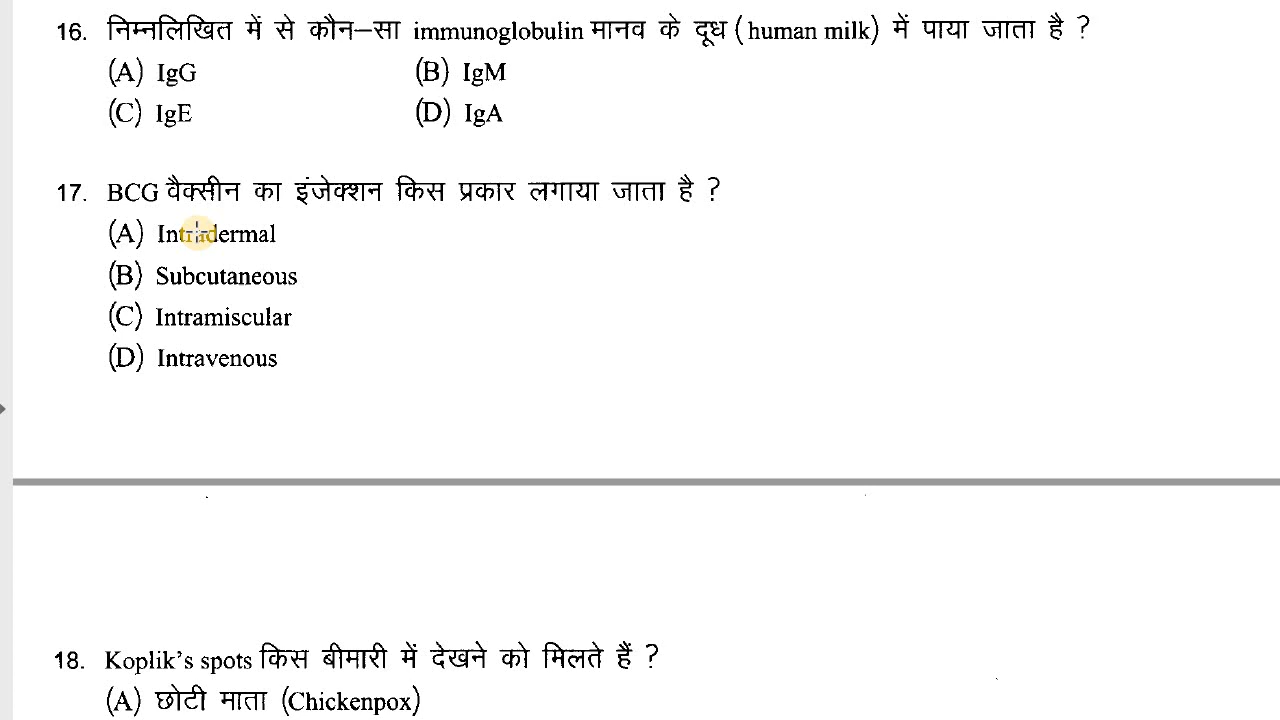 16. निम्नलिखित में से कौन–सा immunoglobulin मानव के दूध (human milk) में पाया जाता है ?
(A) IgG (B) IgM
(C) IgE (D) IgA
17. BCG वैक्सीन का इंजेक्शन किस प्रकार लगाया जाता है ?
(A) Intradermal
(B) Subcutaneous
(C) Intramiscular
(D) Intravenous
18. Koplik's spots किस बीमारी में देखने को मिलते हैं ?
(A) छोटी माता (Chickenpox)